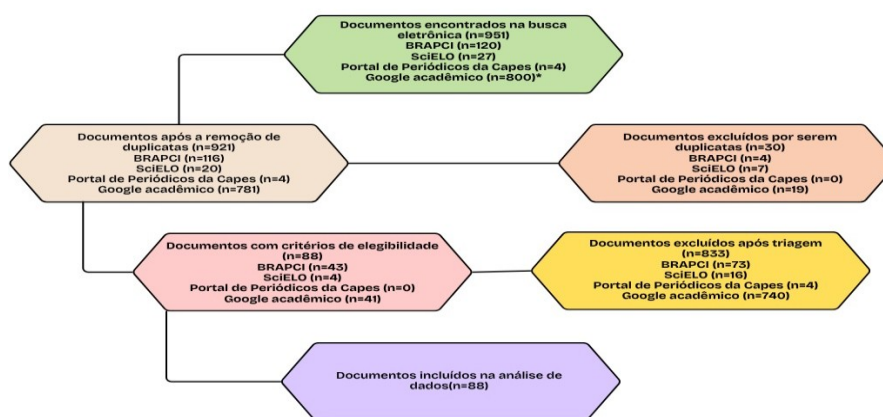 Documentos encontrados na busca
eletrônica (n=951)
BRAPCI (n=120)
SciELO (n=27)
Portal de Periódicos da Capes (n=4)
Google acadêmico (n=800)*
Documentos após a remoção de
duplicatas (n=921)
BRAPCI (n=116)
SciELO (n=20)
Portal de Periódicos da Capes (n=4)
Google acadêmico (n=781)
Documentos excluídos por serem
duplicatas (n=30)
BRAPCI (n=4)
SciELO (n=7)
Portal de Periódicos da Capes (n=0)
Google acadêmico (n=19)
Documentos com critérios de elegibilidade
(n=88)
BRAPCI (n=43)
SciELO (n=4)
Portal de Periódicos da Capes (n=0)
Google acadêmico (n=41)
Documentos excluídos após triagem
(n=833)
BRAPCI (n=73)
SciELO (n=16)
Portal de Periódicos da Capes (n=4)
Google acadêmico (n=740)
Documentos incluídos na análise de
dados(n=88)